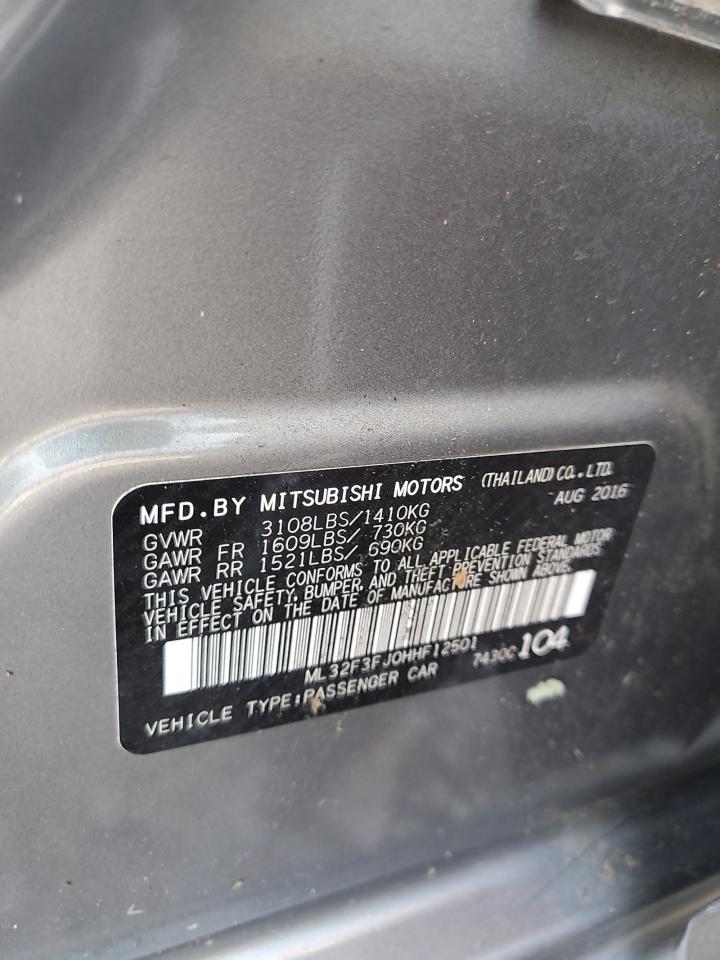 MFD.BY MITSUBISHI MOTORS (THAILAND) CO.,LTD.
AUG 2016
GVWR 3108LBS/1410KG
GAWR FR 1609LBS/ 730KG
GAWR RR 1521LBS/ 690KG
THIS VEHICLE CONFORMS TO ALL APPLICABLE FEDERAL MOTOR
VEHICLE SAFETY, BUMPER, AND THEFT PREVENTION STANDARDS
IN EFFECT ON THE DATE OF MANUFACTURE SHOWN ABOVE.
ML32F3FJ0HHF12501 7430C 104
VEHICLE TYPE:PASSENGER CAR